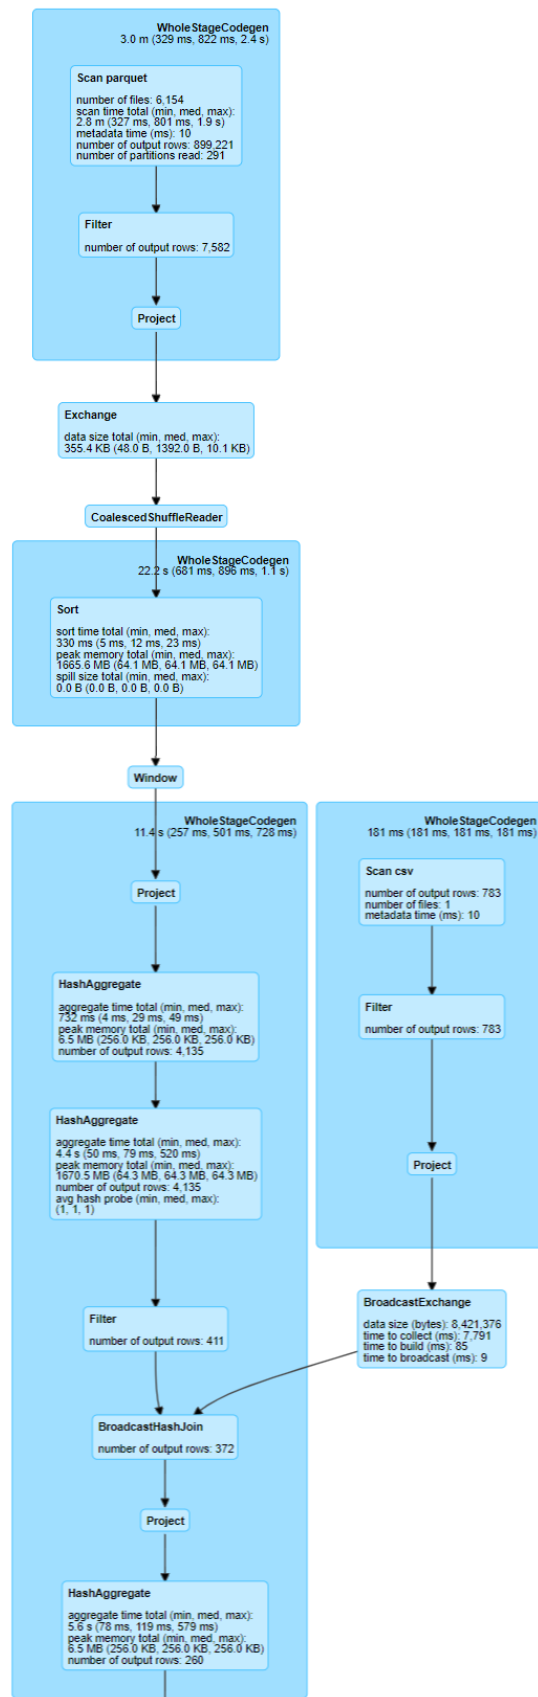 WholeStageCodegen
3.0 m (329 ms, 822 ms, 2.4 s)
Scan parquet
number of files: 6,154
scan time total (min, med, max):
2.8 m (327 ms, 801 ms, 1.9 s)
metadata time (ms): 10
number of output rows: 899,221
number of partitions read: 291
Filter
number of output rows: 7,582
Project
Exchange
data size total (min, med, max):
355.4 KB (48.0 B, 1392.0 B, 10.1 KB)
CoalescedShuffleReader
WholeStageCodegen
22.2 s (681 ms, 896 ms, 1.1 s)
Sort
sort time total (min, med, max):
330 ms (5 ms, 12 ms, 23 ms)
peak memory total (min, med, max):
1665.6 MB (64.1 MB, 64.1 MB, 64.1 MB)
spill size total (min, med, max):
0.0 B (0.0 B, 0.0 B, 0.0 B)
Window
WholeStageCodegen
11.4 s (257 ms, 501 ms, 728 ms)
Project
HashAggregate
aggregate time total (min, med, max):
732 ms (4 ms, 29 ms, 49 ms)
peak memory total (min, med, max):
6.5 MB (256.0 KB, 256.0 KB, 256.0 KB)
number of output rows: 4,135
HashAggregate
aggregate time total (min, med, max):
4.4 s (50 ms, 79 ms, 520 ms)
peak memory total (min, med, max):
1670.5 MB (64.3 MB, 64.3 MB, 64.3 MB)
number of output rows: 4,135
avg hash probe (min, med, max):
(1, 1, 1)
Filter
number of output rows: 411
WholeStageCodegen
181 ms (181 ms, 181 ms, 181 ms)
Scan csv
number of output rows: 783
number of files: 1
metadata time (ms): 10
Filter
number of output rows: 783
Project
BroadcastExchange
data size (bytes): 8,421,376
time to collect (ms): 7,791
time to build (ms): 85
time to broadcast (ms): 9
BroadcastHashJoin
number of output rows: 372
Project
HashAggregate
aggregate time total (min, med, max):
5.6 s (78 ms, 119 ms, 579 ms)
peak memory total (min, med, max):
6.5 MB (256.0 KB, 256.0 KB, 256.0 KB)
number of output rows: 260